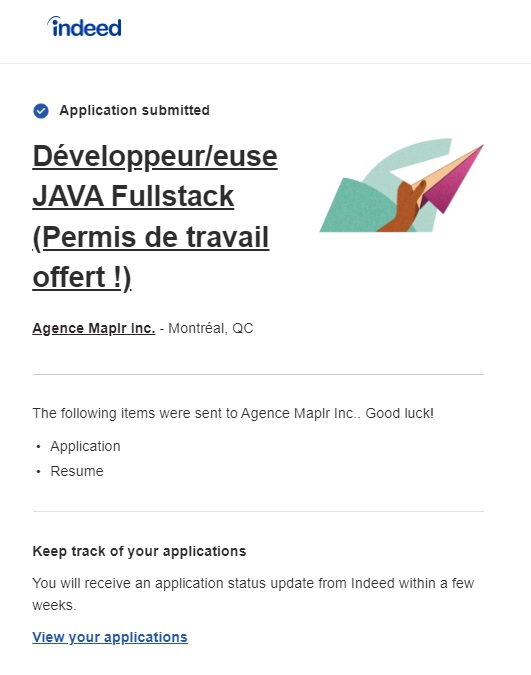 indeed
Application submitted
Développeur/euse
JAVA Fullstack
(Permis de travail
offert !)
Agence Maplr Inc. - Montréal, QC
The following items were sent to Agence Maplr Inc.. Good luck!
• Application
• Resume
Keep track of your applications
You will receive an application status update from Indeed within a few
weeks.
View your applications